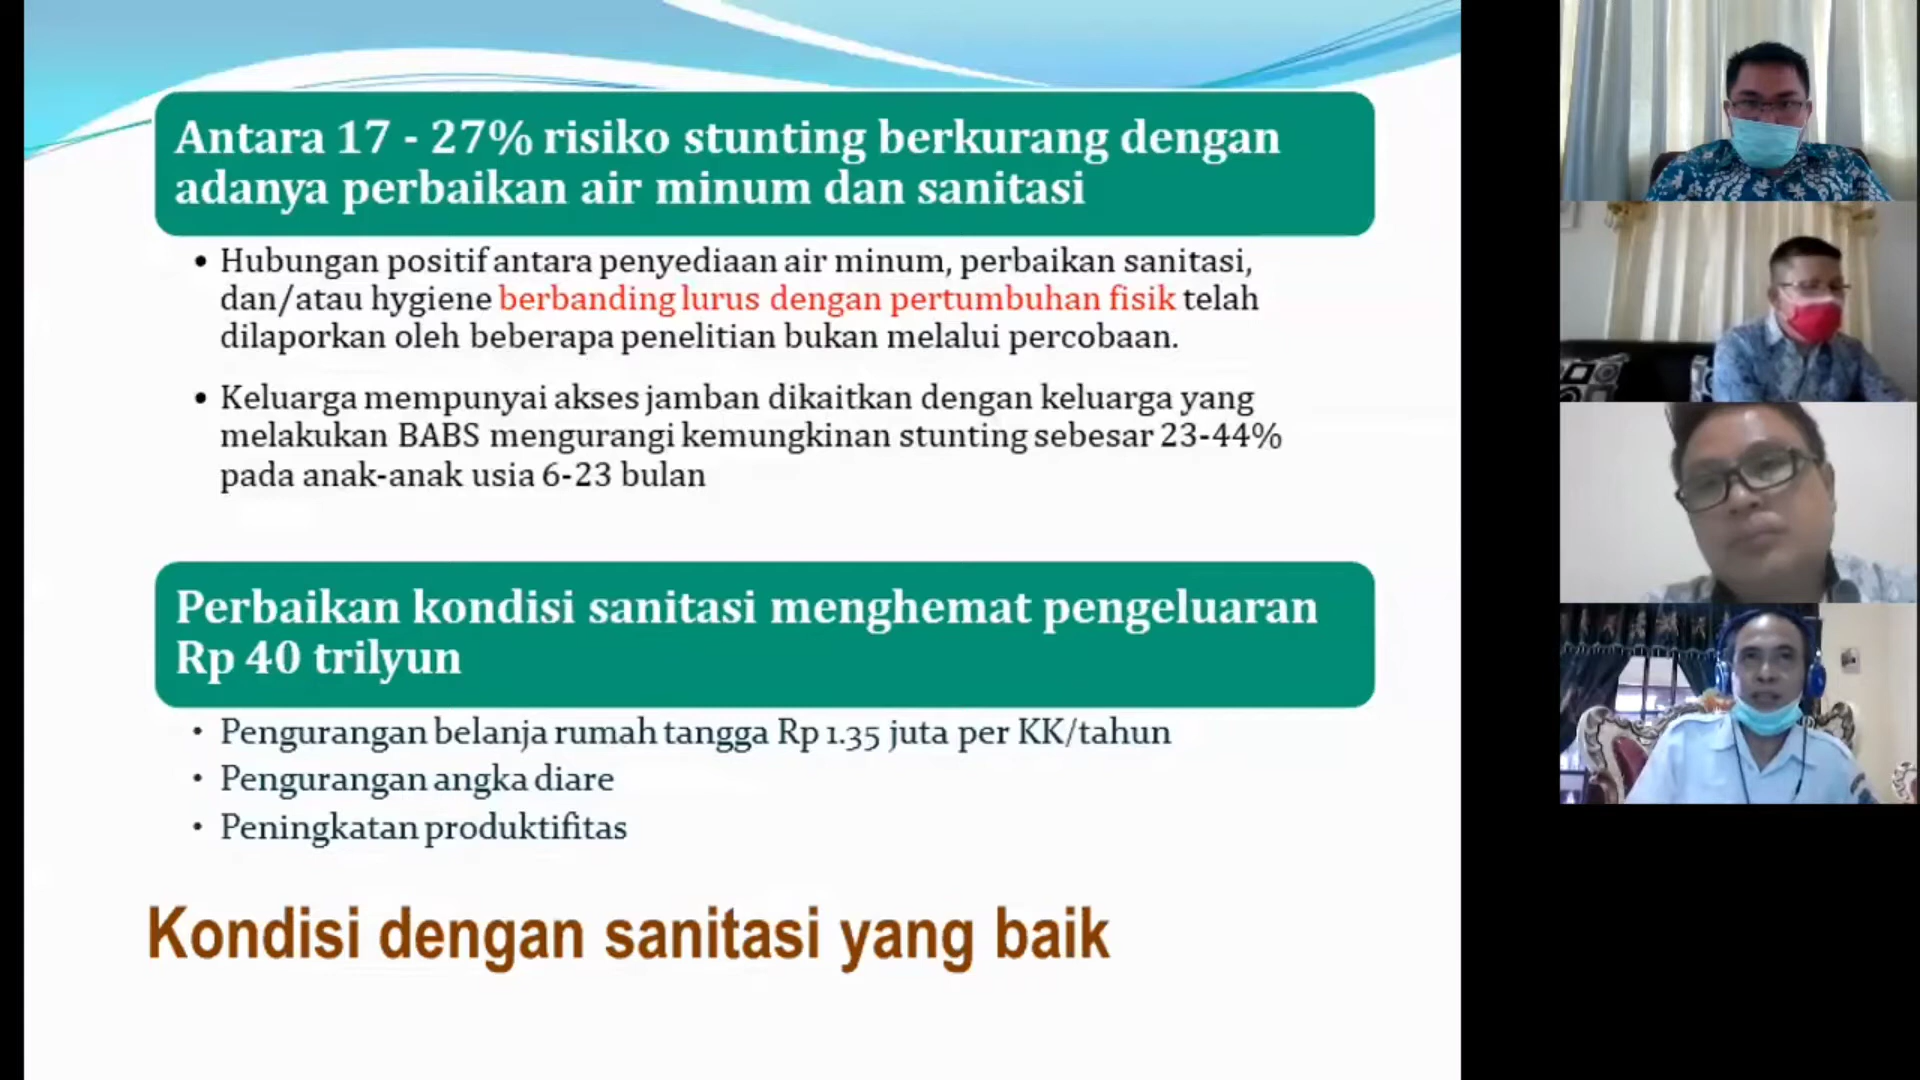 Antara 17 - 27% risiko stunting berkurang dengan
adanya perbaikan air minum dan sanitasi
• Hubungan positif antara penyediaan air minum, perbaikan sanitasi,
dan/atau hygiene berbanding lurus dengan pertumbuhan fisik telah
dilaporkan oleh beberapa penelitian bukan melalui percobaan.
• Keluarga mempunyai akses jamban dikaitkan dengan keluarga yang
melakukan BABS mengurangi kemungkinan stunting sebesar 23-44%
pada anak-anak usia 6-23 bulan
Perbaikan kondisi sanitasi menghemat pengeluaran
Rp 40 trilyun
• Pengurangan belanja rumah tangga Rp 1.35 juta per KK/tahun
• Pengurangan angka diare
• Peningkatan produktifitas
Kondisi dengan sanitasi yang baik